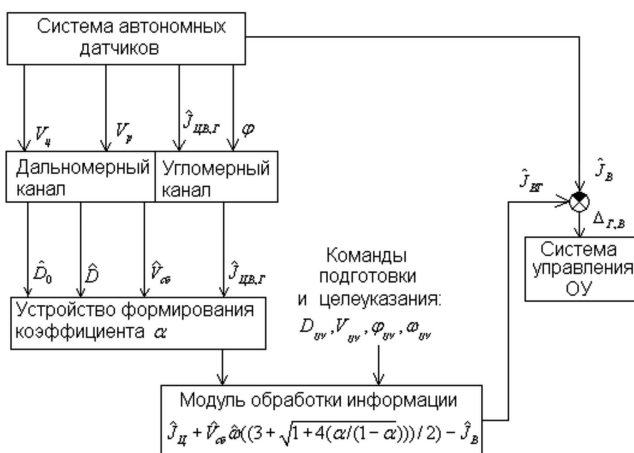 Система автономных
датчиков
V_ц V_р Ĵ_ЦВ,Г φ
Дальномерный
канал
Угломерный
канал
Ĵ_ВГ Ĵ_В
Δ_Г,В
D̂_0 D̂ V̂_сб Ĵ_ЦВ,Г
Команды
подготовки
и целеуказания:
D_цу , V_цу , φ_цу , ω_цу
Система
управления
ОУ
Устройство формирования
коэффициента α
Модуль обработки информации
Ĵ_Ц + V̂_сб ω̂((3 + √1 + 4(α/(1 − α)))/2) − Ĵ_В